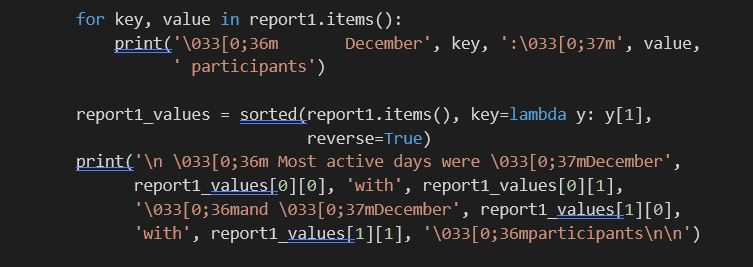 for key, value in report1.items():
    print('\033[0;36m        December', key, ':\033[0;37m', value,
          ' participants')
report1_values = sorted(report1.items(), key=lambda y: y[1],
                        reverse=True)
print('\n \033[0;36m Most active days were \033[0;37mDecember',
      report1_values[0][0], 'with', report1_values[0][1],
      '\033[0;36mand \033[0;37mDecember', report1_values[1][0],
      'with', report1_values[1][1], '\033[0;36mparticipants\n\n')